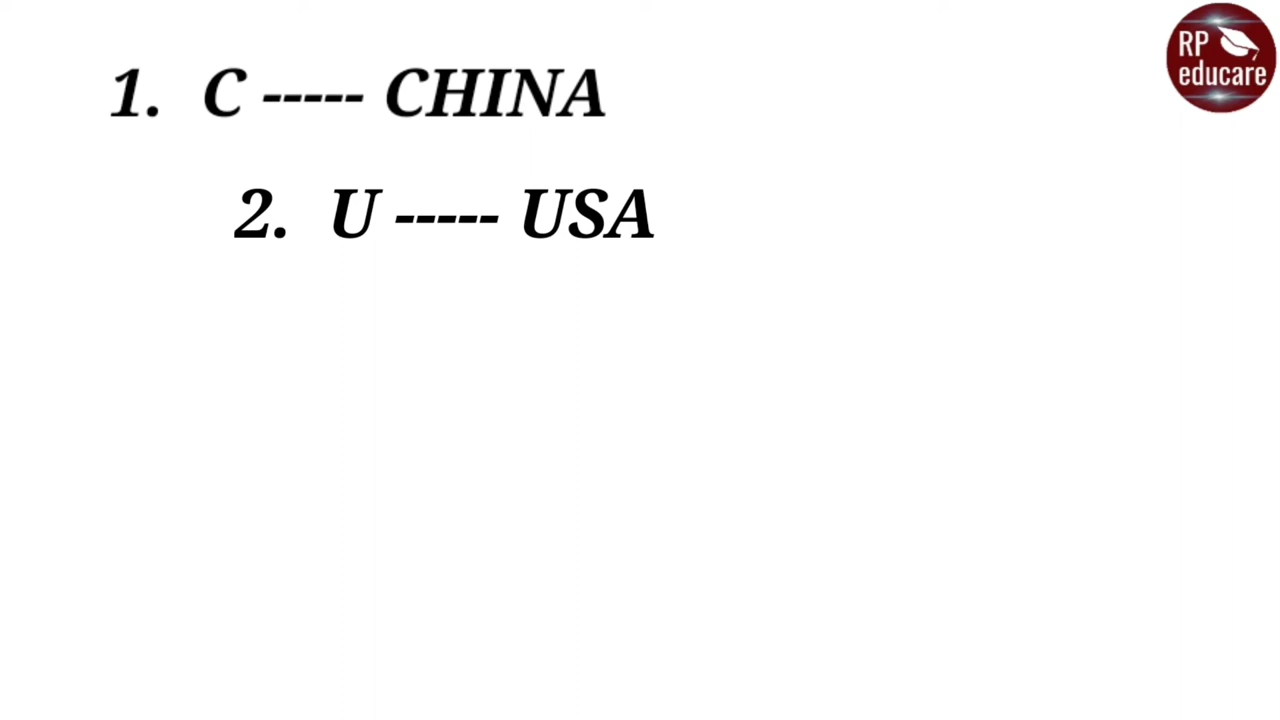 RP
educare
1. C ----- CHINA
2. U ----- USA